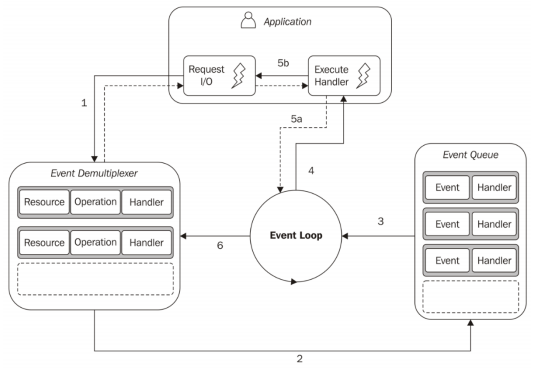 Application
Request
I/O
5b
Execute
Handler
1
5a
4
Event Demultiplexer
Resource Operation Handler
Resource Operation Handler
6
Event Loop
3
Event Queue
Event Handler
Event Handler
Event Handler
2